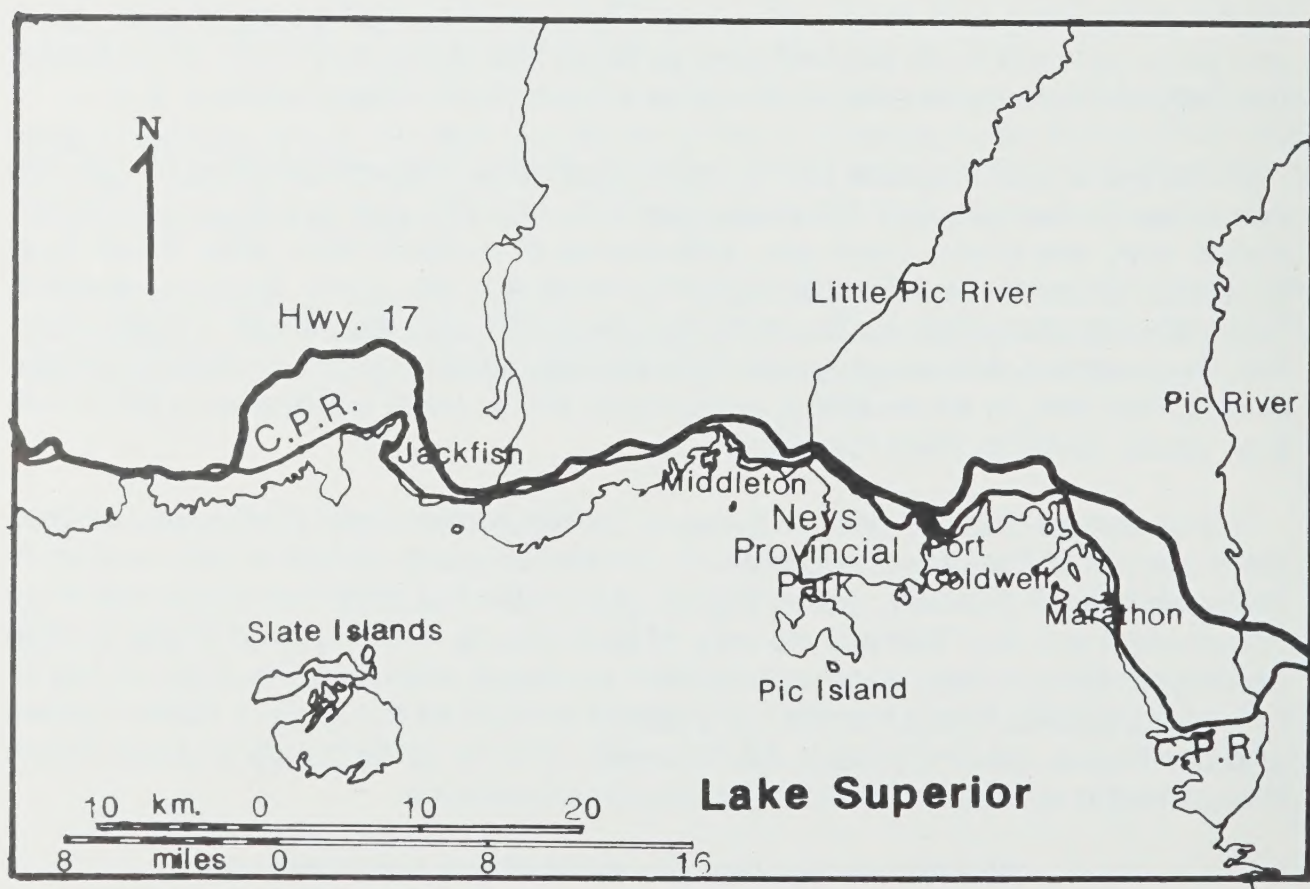 N
Little Pic River
Hwy. 17
C.P.R.
Pic River
Jackfish
Middleton
Neys
Provincial
Park
Port
Coldwell
Marathon
Slate Islands
Pic Island
C.P.R.
Lake Superior
10 km. 0 10 20
8 miles 0 8 16